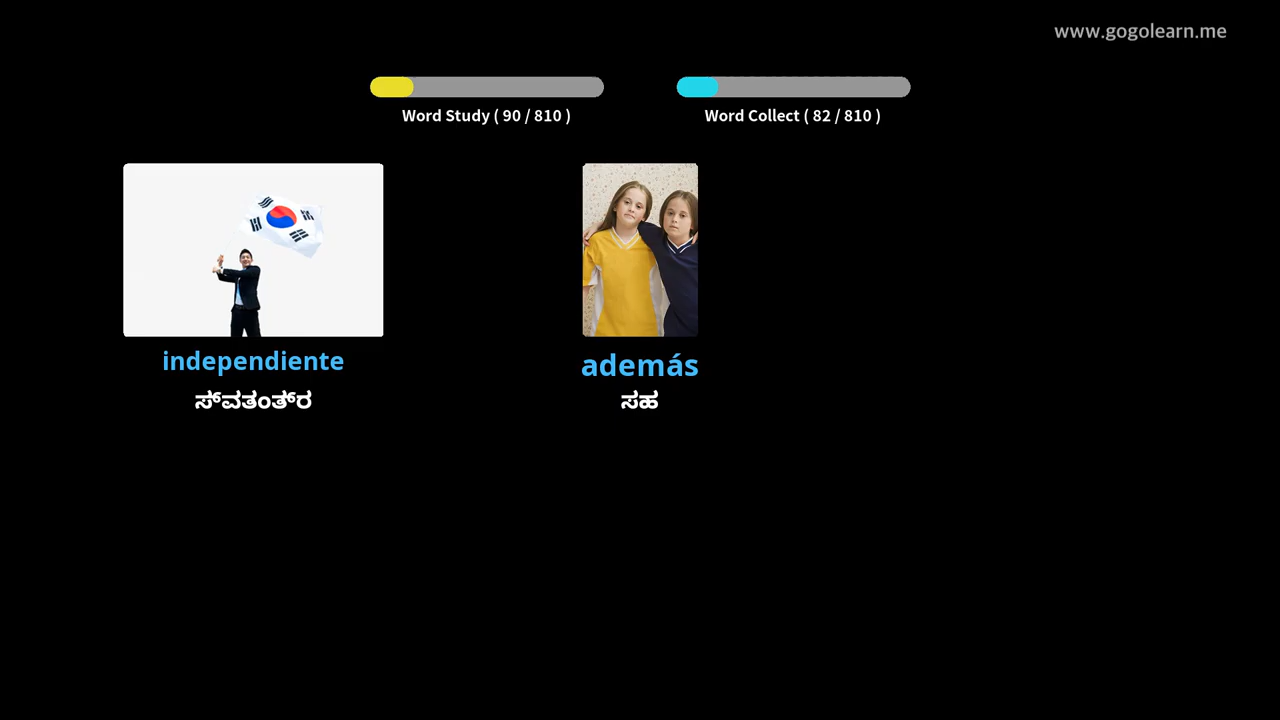 www.gogolearn.me
Word Study ( 90 / 810 )
Word Collect ( 82 / 810 )
independiente
ಸ್‌ವತಂತ್‌ರ
además
ಸಹ